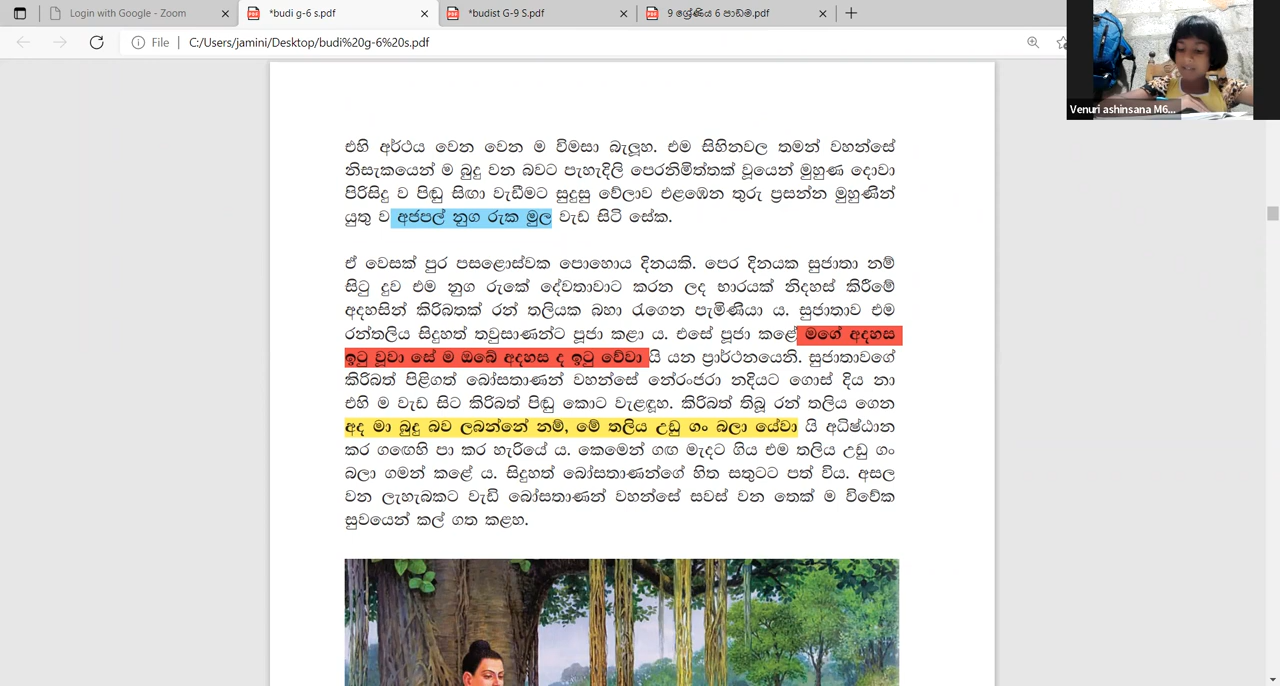 Login with Google - Zoom
*budi g-6 s.pdf
*budist G-9 S.pdf
9 ශ්‍රේණිය 6 පාඩම.pdf
File
C:/Users/jamini/Desktop/budi%20g-6%20s.pdf
Venuri ashinsana M6...
එහි අර්ථය වෙන වෙන ම විමසා බැලූහ. එම සිහිනවල තමන් වහන්සේ
නිසැකයෙන් ම බුදු වන බවට පැහැදිලි පෙරනිමිත්තක් වූයෙන් මුහුණ දොවා
පිරිසිදු ව පිඬු සිඟා වැඩීමට සුදුසු වේලාව එළඹෙන තුරු ප්‍රසන්න මුහුණින්
යුතු ව අජපල් නුග රුක මුල වැඩ සිටි සේක.
ඒ වෙසක් පුර පසළොස්වක පොහොය දිනයකි. පෙර දිනයක සුජාතා නම්
සිටු දුව එම නුග රුකේ දේවතාවාට කරන ලද භාරයක් නිදහස් කිරීමේ
අදහසින් කිරිබතක් රන් තලියක බහා රැගෙන පැමිණියා ය. සුජාතාව එම
රන්තලිය සිදුහත් තවුසාණන්ට පූජා කළා ය. එසේ පූජා කළේ මගේ අදහස
ඉටු වූවා සේ ම ඔබේ අදහස ද ඉටු වේවා යි යන ප්‍රාර්ථනයෙනි. සුජාතාවගේ
කිරිබත් පිළිගත් බෝසතාණන් වහන්සේ නේරංජරා නදියට ගොස් දිය නා
එහි ම වැඩ සිට කිරිබත් පිඬු කොට වැළඳූහ. කිරිබත් තිබූ රන් තලිය ගෙන
අද මා බුදු බව ලබන්නේ නම්, මේ තලිය උඩු ගං බලා යේවා යි අධිෂ්ඨාන
කර ගඟෙහි පා කර හැරියේ ය. කෙමෙන් ගඟ මැදට ගිය එම තලිය උඩු ගං
බලා ගමන් කළේ ය. සිදුහත් බෝසතාණන්ගේ හිත සතුටට පත් විය. අසල
වන ලැහැබකට වැඩි බෝසතාණන් වහන්සේ සවස් වන තෙක් ම විවේක
සුවයෙන් කල් ගත කළහ.